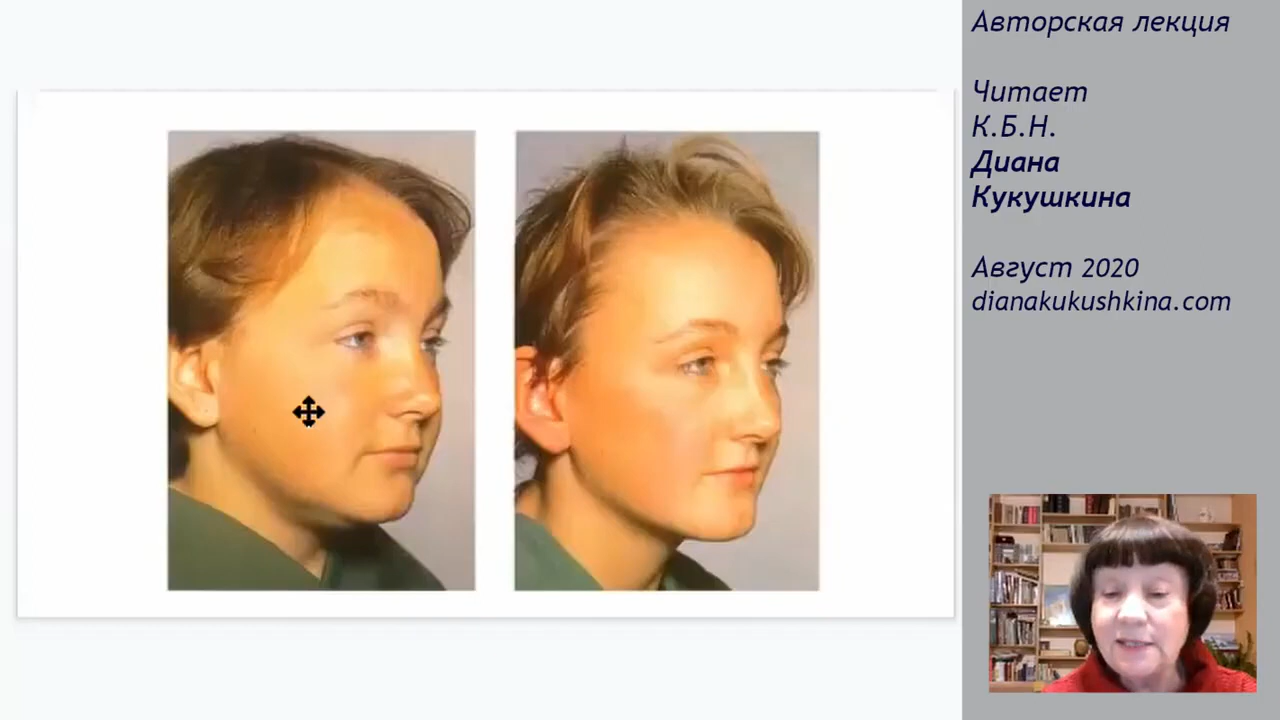 Авторская лекция
Читает
К.Б.Н.
Диана
Кукушкина
Август 2020
dianakukushkina.com